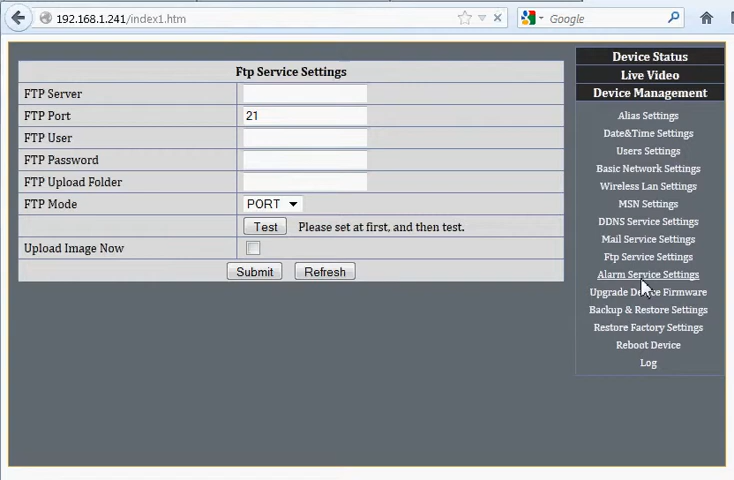 192.168.1.241/index1.htm
Google
Ftp Service Settings
FTP Server
FTP Port 21
FTP User
FTP Password
FTP Upload Folder
FTP Mode PORT
Test Please set at first, and then test.
Upload Image Now
Submit Refresh
Device Status
Live Video
Device Management
Alias Settings
Date&Time Settings
Users Settings
Basic Network Settings
Wireless Lan Settings
MSN Settings
DDNS Service Settings
Mail Service Settings
Ftp Service Settings
Alarm Service Settings
Upgrade Device Firmware
Backup & Restore Settings
Restore Factory Settings
Reboot Device
Log